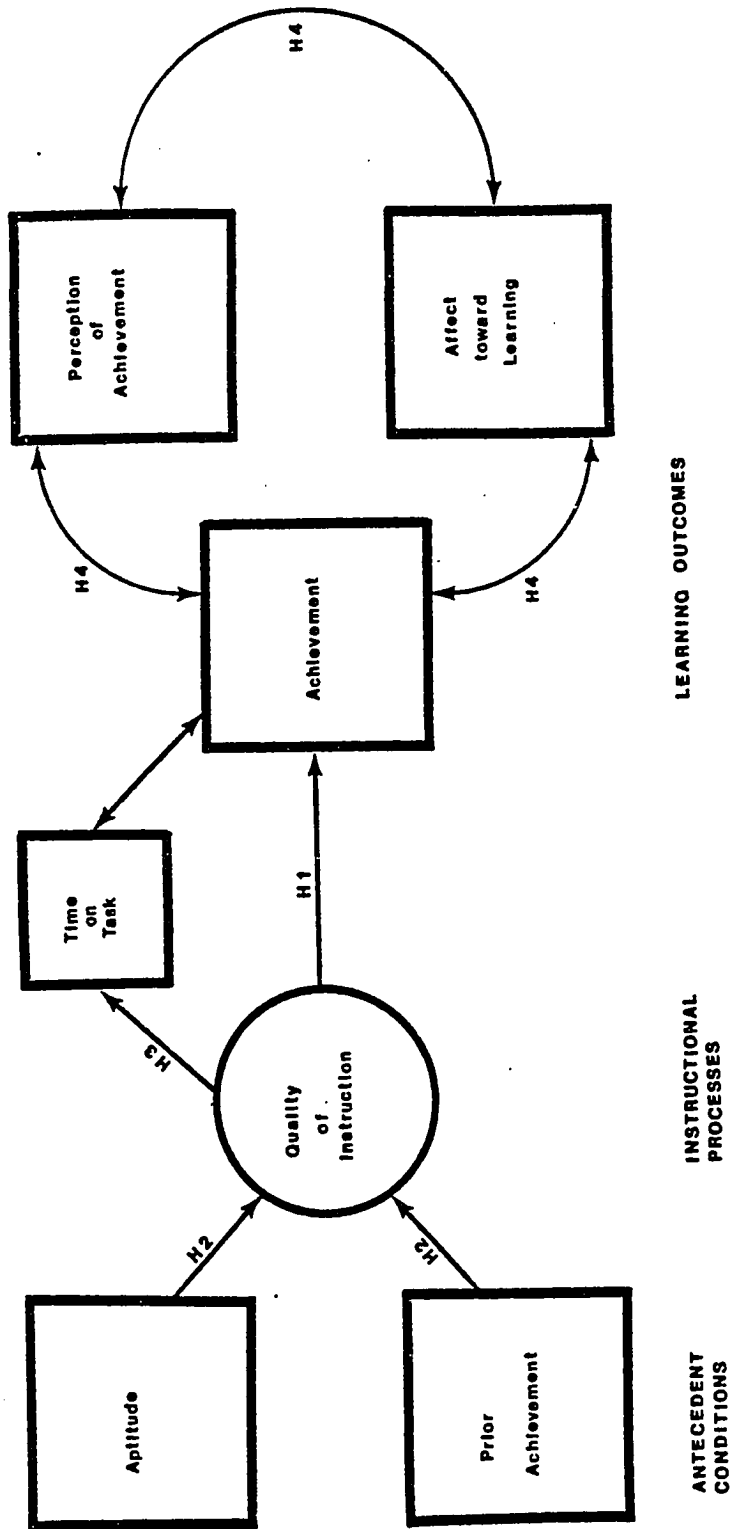 Aptitude
Prior
Achievement
H2
H2
Quality
of
Instruction
H3
H1
Time
on
Task
Achievement
H4
H4
Perception
of
Achievement
Affect
toward
Learning
H4
ANTECEDENT
CONDITIONS
INSTRUCTIONAL
PROCESSES
LEARNING OUTCOMES